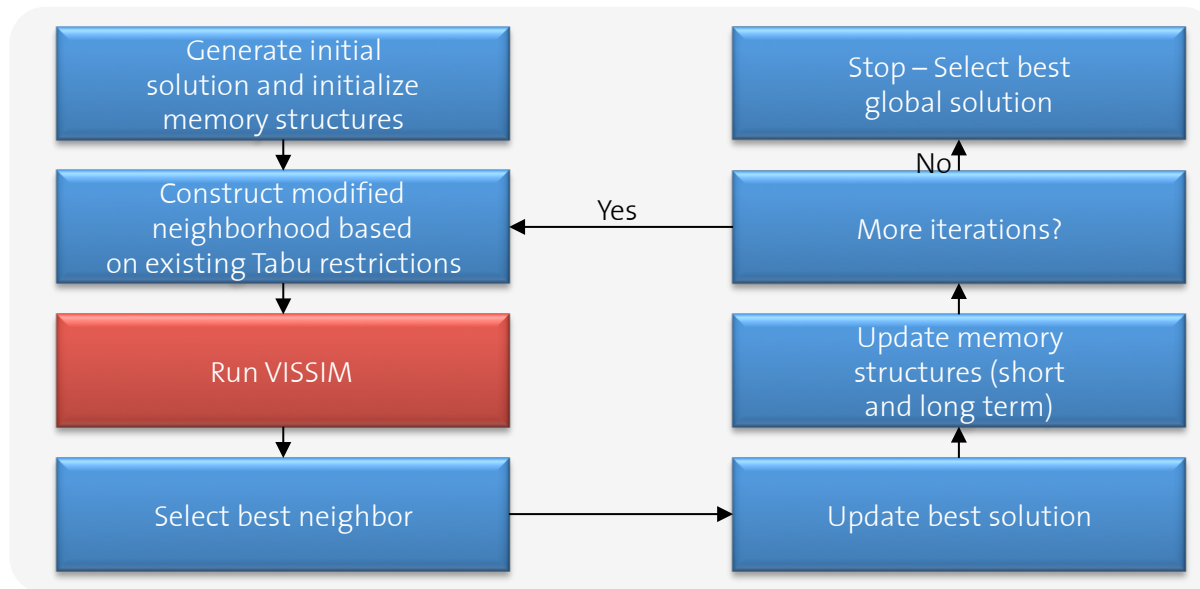 Generate initial
solution and initialize
memory structures
Construct modified
neighborhood based
on existing Tabu restrictions
Run VISSIM
Select best neighbor
Update best solution
Update memory
structures (short
and long term)
More iterations?
Yes
No
Stop – Select best
global solution